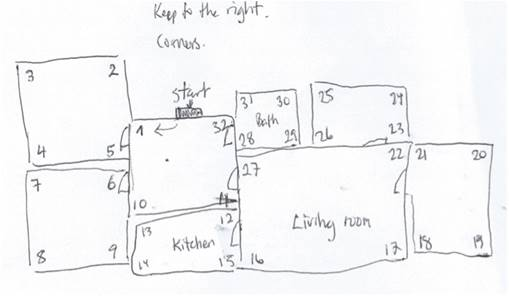 Keep to the right.
Corners.
Start
3 2
4 5
1 32
31 30
Bath
28 29
25 24
26 23
7 6
8 9
10 11
12
27 22
Living room
16 17
13
Kitchen
14 15
21 20
18 19